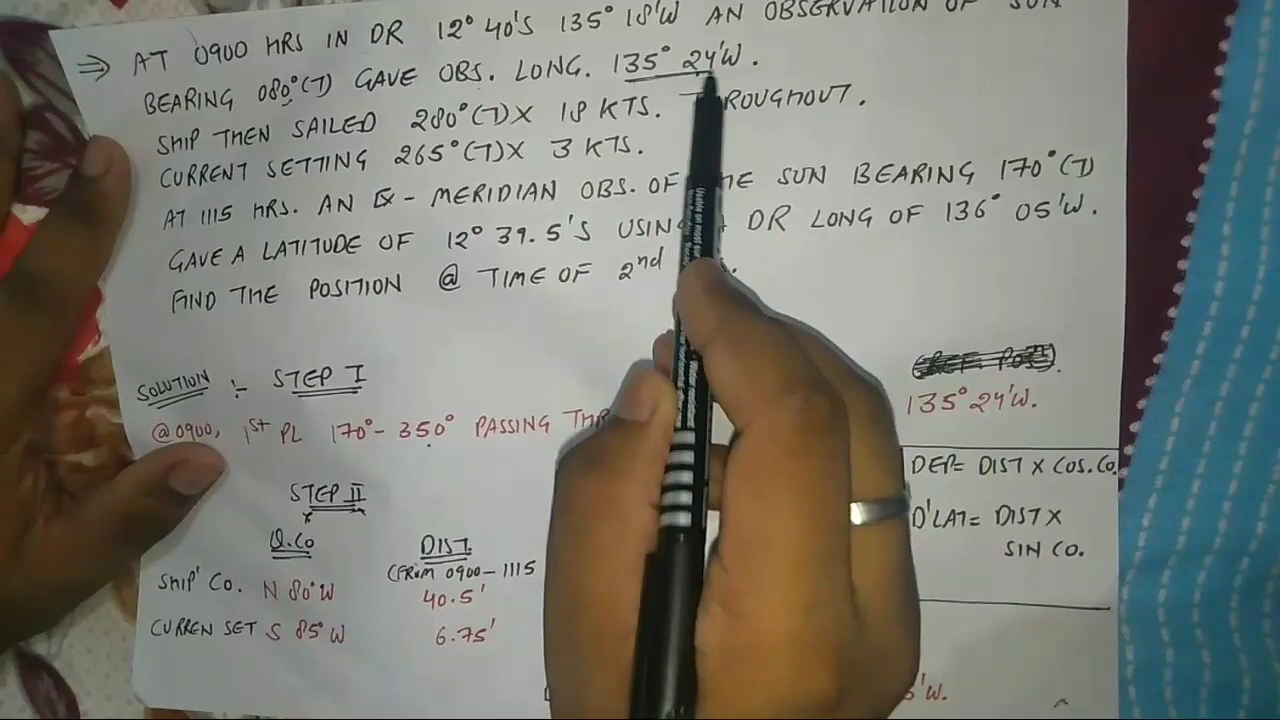 ⇒ AT 0900 HRS IN DR 12° 40'S 135° 18'W AN OBSERVATION OF SUN
BEARING 080°(T) GAVE OBS. LONG. 135° 24'W.
SHIP THEN SAILED 280°(T) X 18 KTS. THROUGHOUT.
CURRENT SETTING 265°(T) X 3 KTS.
AT 1115 HRS. AN EX-MERIDIAN OBS. OF THE SUN BEARING 170°(T)
GAVE A LATITUDE OF 12° 39.5'S USING DR LONG OF 136° 05'W.
FIND THE POSITION @ TIME OF 2nd
SOLUTION :- STEP I
@0900, 1ST PL 170°- 350° PASSING THR
135° 24'W.
STEP II
Q.Co DIST.
(FROM 0900-1115
SHIP' CO. N 80° W 40.5'
CURREN SET S 85° W 6.75'
DEP= DIST X COS.CO.
D'LAT= DIST X
SIN CO.
'W.